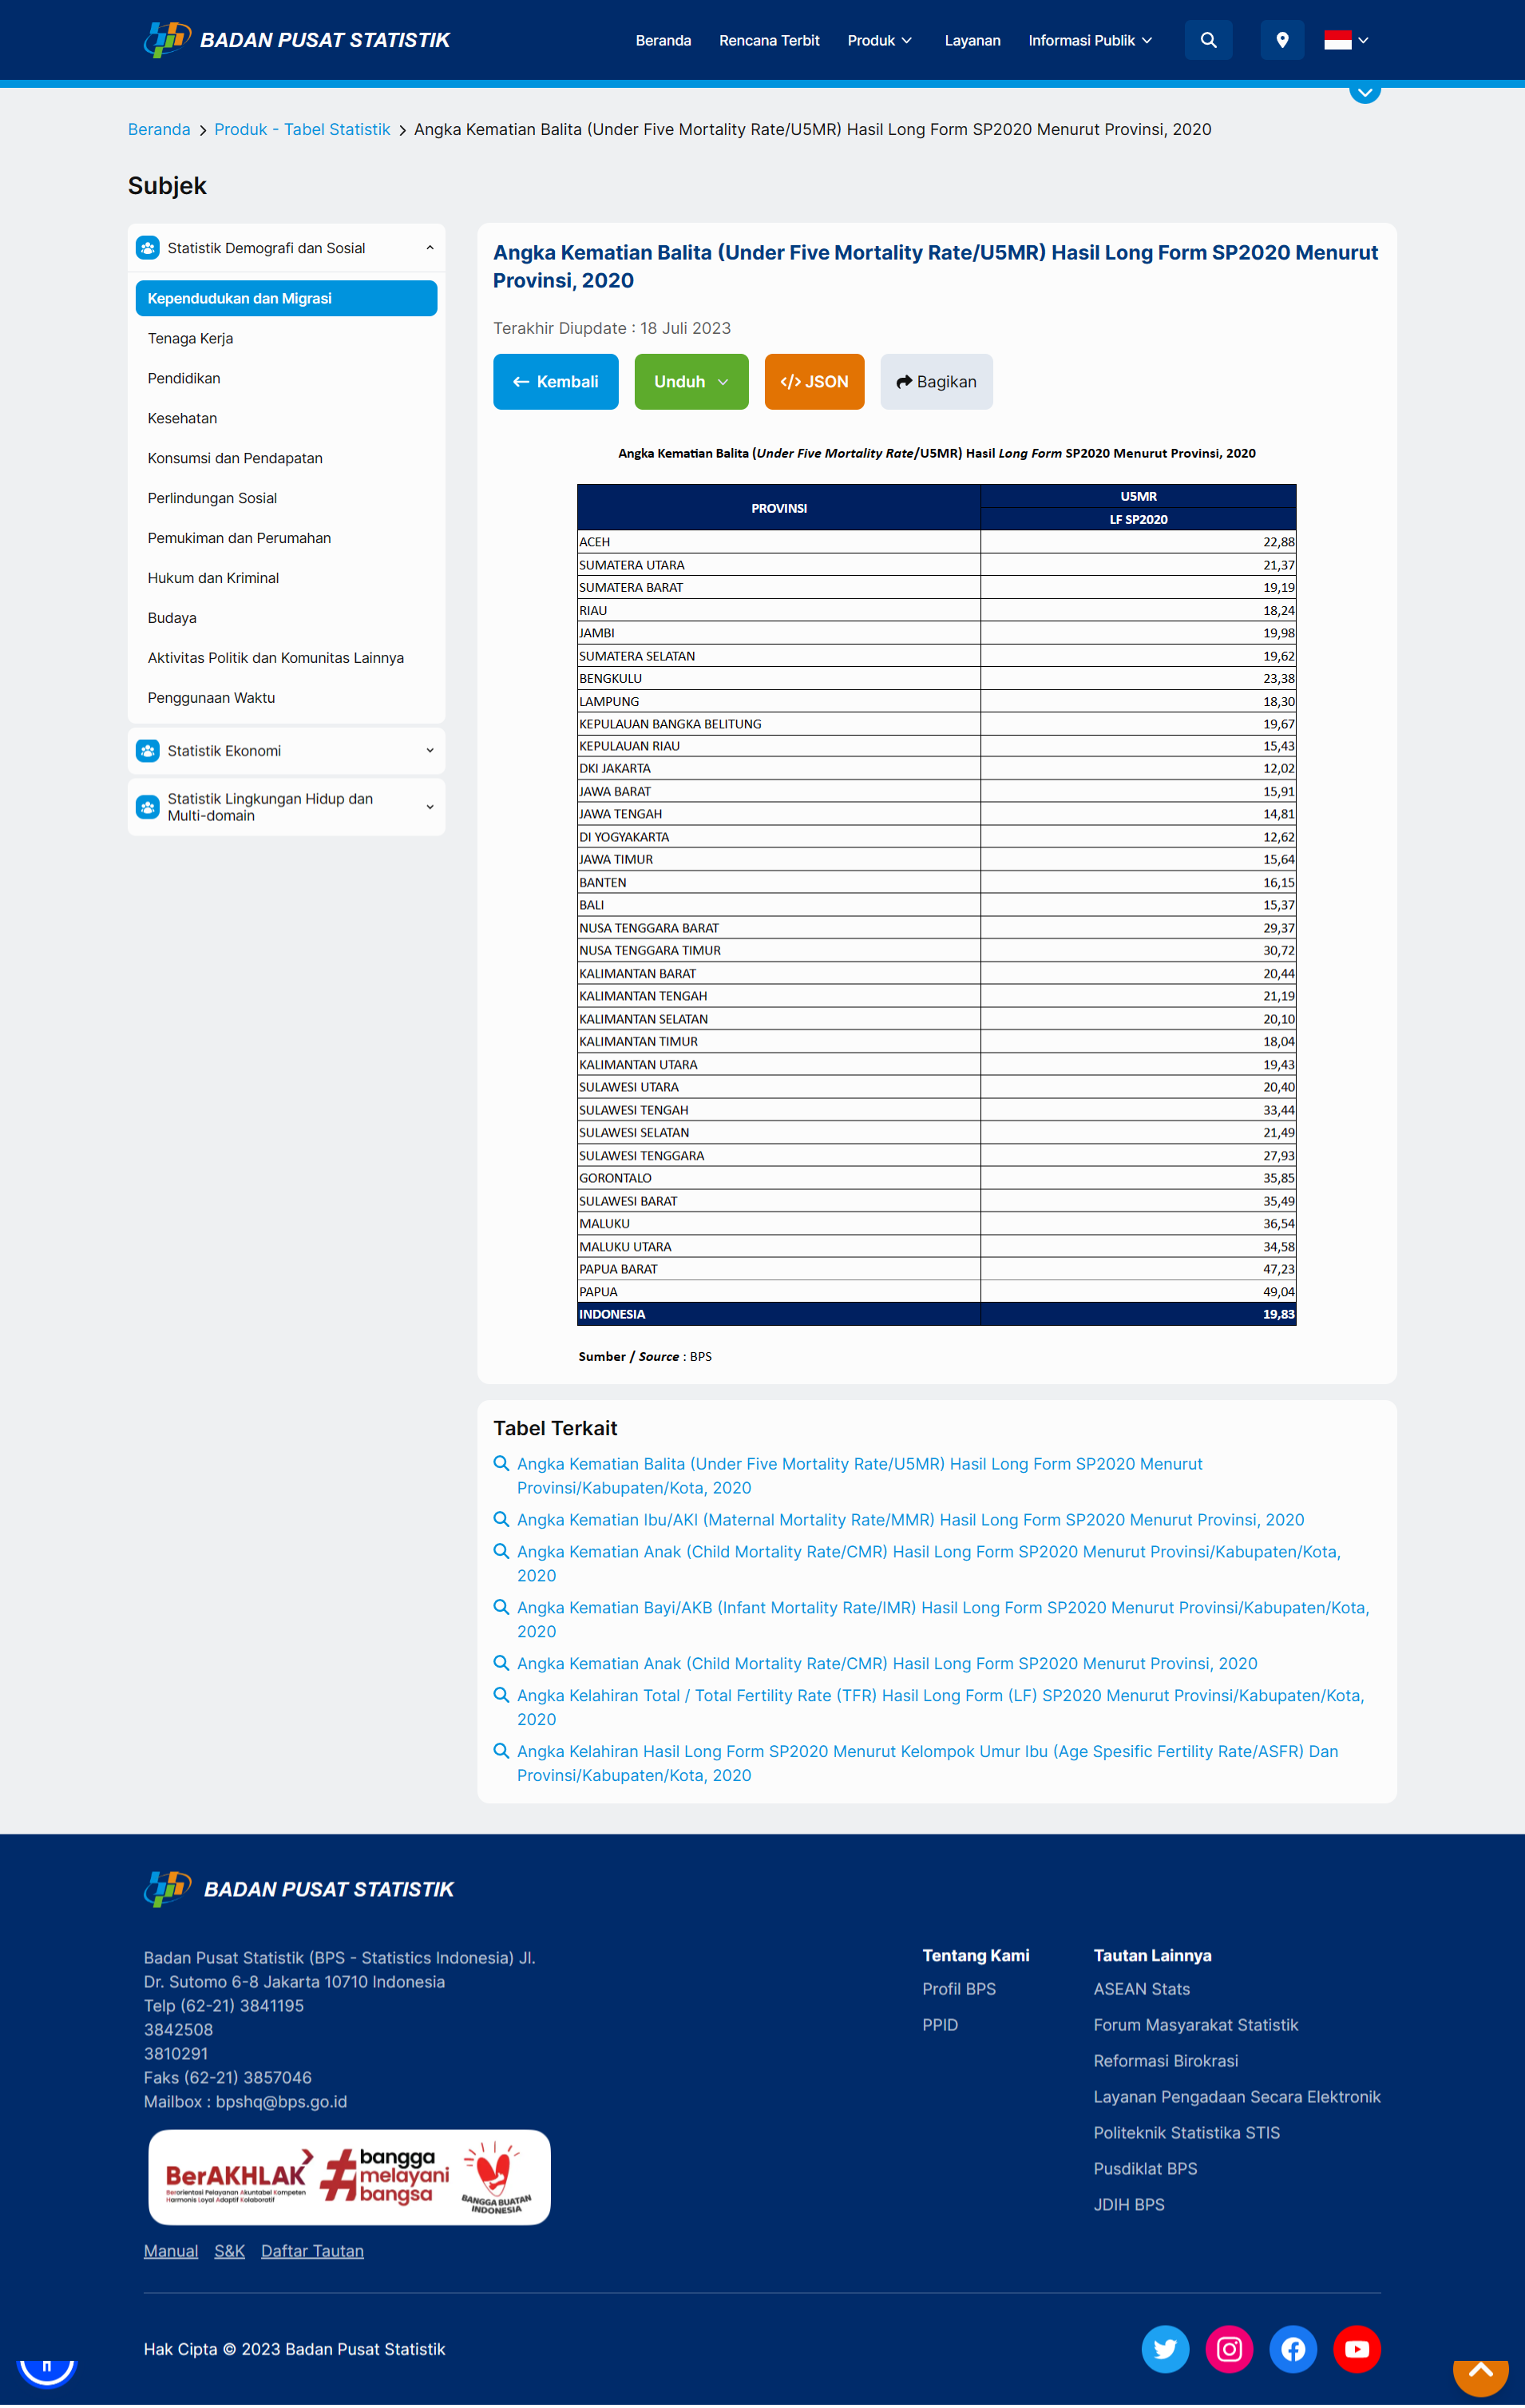 BADAN PUSAT STATISTIK
Beranda Rencana Terbit Produk Layanan Informasi Publik
Beranda > Produk - Tabel Statistik > Angka Kematian Balita (Under Five Mortality Rate/U5MR) Hasil Long Form SP2020 Menurut Provinsi, 2020
Subjek
Statistik Demografi dan Sosial
Kependudukan dan Migrasi
Tenaga Kerja
Pendidikan
Kesehatan
Konsumsi dan Pendapatan
Perlindungan Sosial
Pemukiman dan Perumahan
Hukum dan Kriminal
Budaya
Aktivitas Politik dan Komunitas Lainnya
Penggunaan Waktu
Statistik Ekonomi
Statistik Lingkungan Hidup dan
Multi-domain
Angka Kematian Balita (Under Five Mortality Rate/U5MR) Hasil Long Form SP2020 Menurut
Provinsi, 2020
Terakhir Diupdate : 18 Juli 2023
Kembali Unduh </> JSON Bagikan
Angka Kematian Balita (Under Five Mortality Rate/U5MR) Hasil Long Form SP2020 Menurut Provinsi, 2020
PROVINSI U5MR
LF SP2020
ACEH 22,88
SUMATERA UTARA 21,37
SUMATERA BARAT 19,19
RIAU 18,24
JAMBI 19,98
SUMATERA SELATAN 19,62
BENGKULU 23,38
LAMPUNG 18,30
KEPULAUAN BANGKA BELITUNG 19,67
KEPULAUAN RIAU 15,43
DKI JAKARTA 12,02
JAWA BARAT 15,91
JAWA TENGAH 14,81
DI YOGYAKARTA 12,62
JAWA TIMUR 15,64
BANTEN 16,15
BALI 15,37
NUSA TENGGARA BARAT 29,37
NUSA TENGGARA TIMUR 30,72
KALIMANTAN BARAT 20,44
KALIMANTAN TENGAH 21,19
KALIMANTAN SELATAN 20,10
KALIMANTAN TIMUR 18,04
KALIMANTAN UTARA 19,43
SULAWESI UTARA 20,40
SULAWESI TENGAH 33,44
SULAWESI SELATAN 21,49
SULAWESI TENGGARA 27,93
GORONTALO 35,85
SULAWESI BARAT 35,49
MALUKU 36,54
MALUKU UTARA 34,58
PAPUA BARAT 47,23
PAPUA 49,04
INDONESIA 19,83
Sumber / Source : BPS
Tabel Terkait
Angka Kematian Balita (Under Five Mortality Rate/U5MR) Hasil Long Form SP2020 Menurut
Provinsi/Kabupaten/Kota, 2020
Angka Kematian Ibu/AKI (Maternal Mortality Rate/MMR) Hasil Long Form SP2020 Menurut Provinsi, 2020
Angka Kematian Anak (Child Mortality Rate/CMR) Hasil Long Form SP2020 Menurut Provinsi/Kabupaten/Kota,
2020
Angka Kematian Bayi/AKB (Infant Mortality Rate/IMR) Hasil Long Form SP2020 Menurut Provinsi/Kabupaten/Kota,
2020
Angka Kematian Anak (Child Mortality Rate/CMR) Hasil Long Form SP2020 Menurut Provinsi, 2020
Angka Kelahiran Total / Total Fertility Rate (TFR) Hasil Long Form (LF) SP2020 Menurut Provinsi/Kabupaten/Kota,
2020
Angka Kelahiran Hasil Long Form SP2020 Menurut Kelompok Umur Ibu (Age Spesific Fertility Rate/ASFR) Dan
Provinsi/Kabupaten/Kota, 2020
BADAN PUSAT STATISTIK
Badan Pusat Statistik (BPS - Statistics Indonesia) Jl.
Dr. Sutomo 6-8 Jakarta 10710 Indonesia
Telp (62-21) 3841195
3842508
3810291
Faks (62-21) 3857046
Mailbox : bpshq@bps.go.id
BerAKHLAK
Berorientasi Pelayanan Akuntabel Kompeten
Harmonis Loyal Adaptif Kolaboratif
#bangga
melayani
bangsa
BANGGA BUATAN
INDONESIA
Manual S&K Daftar Tautan
Tentang Kami
Profil BPS
PPID
Tautan Lainnya
ASEAN Stats
Forum Masyarakat Statistik
Reformasi Birokrasi
Layanan Pengadaan Secara Elektronik
Politeknik Statistika STIS
Pusdiklat BPS
JDIH BPS
Hak Cipta © 2023 Badan Pusat Statistik